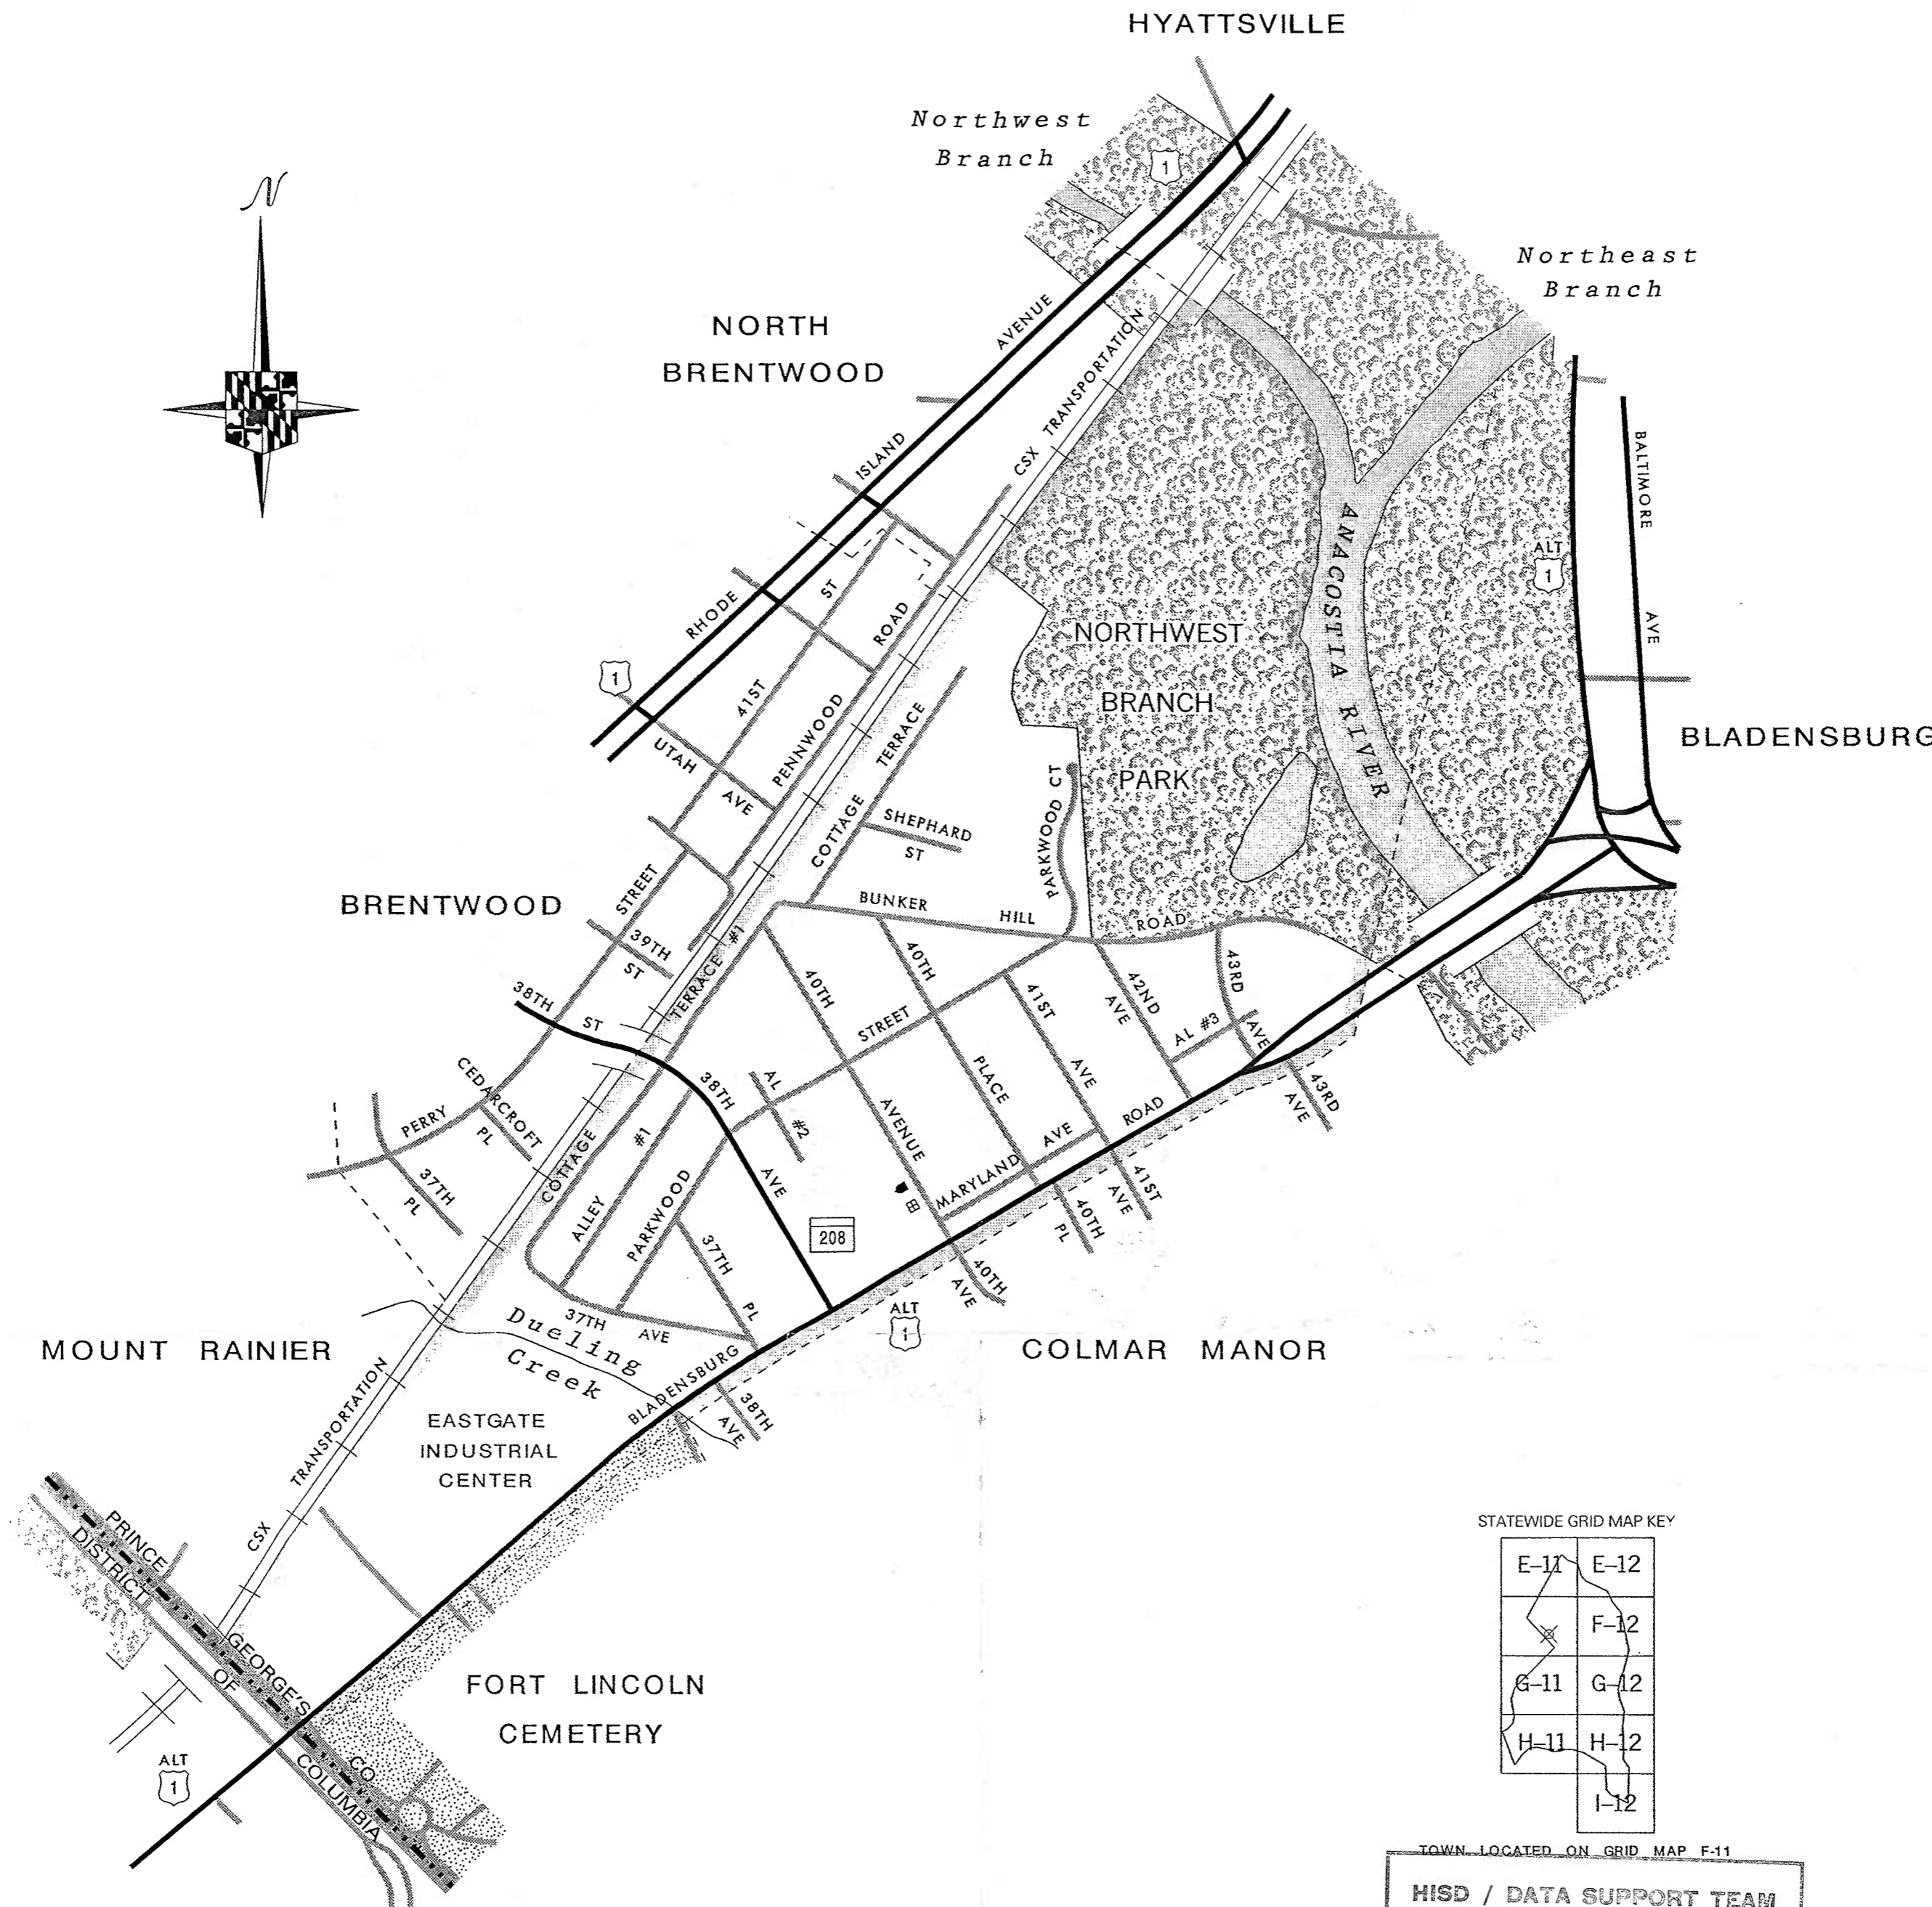 HYATTSVILLE
Northwest
Branch
1
N
Northeast
Branch
NORTH
BRENTWOOD
RHODE ISLAND AVENUE
CSX TRANSPORTATION
BALTIMORE AVE
ALT
1
ANACOSTIA RIVER
1
41ST ST
PENNWOOD ROAD
NORTHWEST
BRANCH
PARK
UTAH AVE
COTTAGE TERRACE
SHEPHARD
ST
PARKWOOD CT
BLADENSBURG
BRENTWOOD
BUNKER HILL ROAD
STREET
39TH
ST
38TH ST
COTTAGE TERRACE #1
40TH AVENUE
40TH PLACE
41ST AVE
42ND
AVE
43RD AVE
AL #3
PARKWOOD STREET
38TH AVE
AL #2
PERRY
CEDARCROFT
PL
37TH
PL
ALLEY #1
37TH PL
MARYLAND AVE
43RD
AVE
41ST
AVE
40TH
PL
40TH
AVE
208
37TH AVE
Dueling
Creek
BLADENSBURG ROAD
ALT
1
38TH
AVE
MOUNT RAINIER
COLMAR MANOR
CSX TRANSPORTATION
EASTGATE
INDUSTRIAL
CENTER
PRINCE GEORGE'S CO
DISTRICT OF COLUMBIA
FORT LINCOLN
CEMETERY
ALT
1
STATEWIDE GRID MAP KEY
E-11 E-12
F-12
G-11 G-12
H-11 H-12
I-12
TOWN LOCATED ON GRID MAP F-11
HISD / DATA SUPPORT TEAM